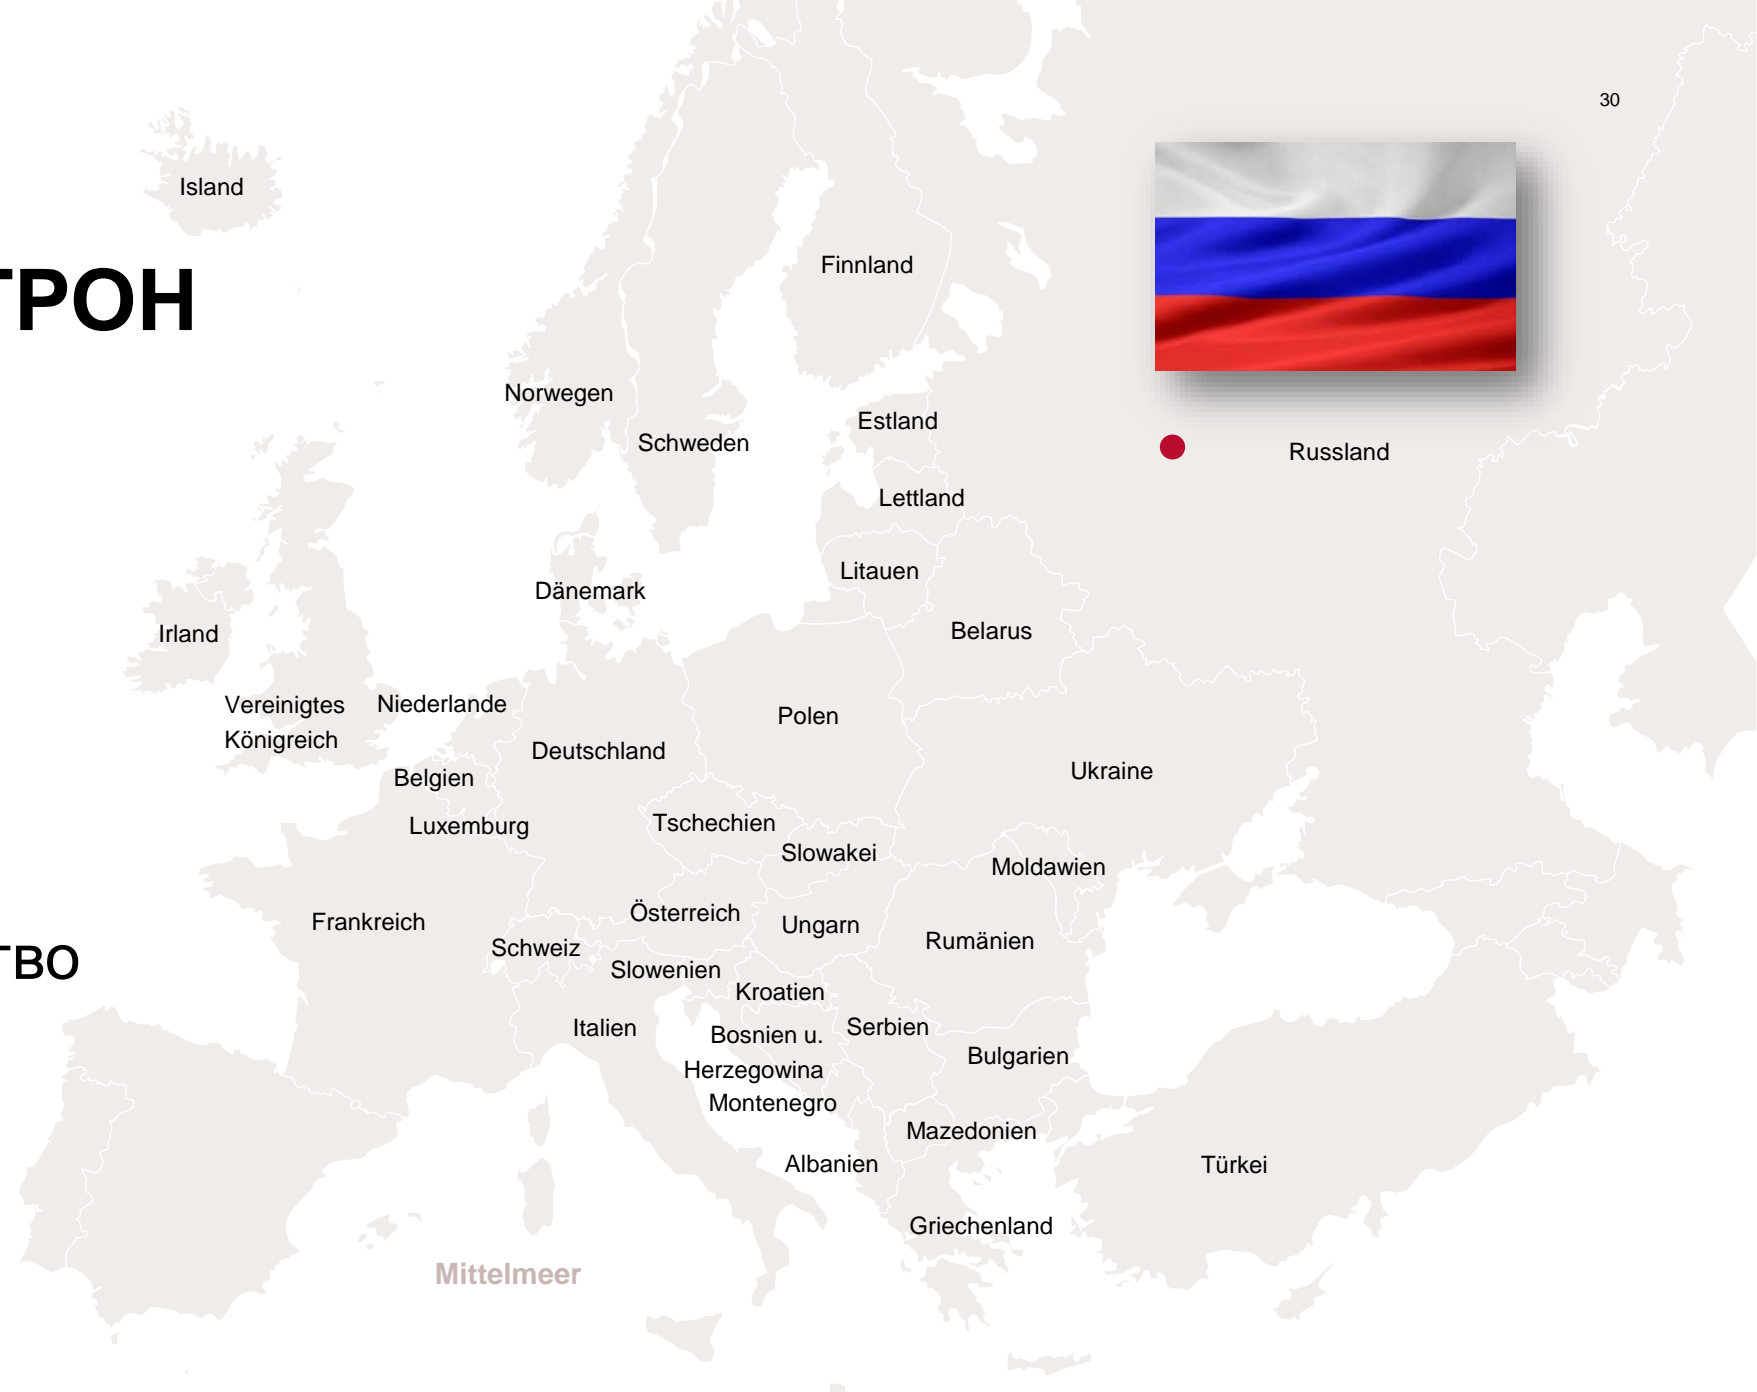 30
Island
Finnland
ТРОН
Norwegen
Estland
Schweden
Russland
Lettland
Litauen
Dänemark
Belarus
Irland
Vereinigtes
Königreich
Niederlande
Polen
Deutschland
Ukraine
Belgien
Luxemburg
Tschechien
Slowakei
Moldawien
Österreich
Frankreich
Ungarn
Rumänien
Schweiz
ТВО
Slowenien
Kroatien
Italien
Bosnien u.
Herzegowina
Serbien
Bulgarien
Montenegro
Mazedonien
Albanien
Türkei
Griechenland
Mittelmeer